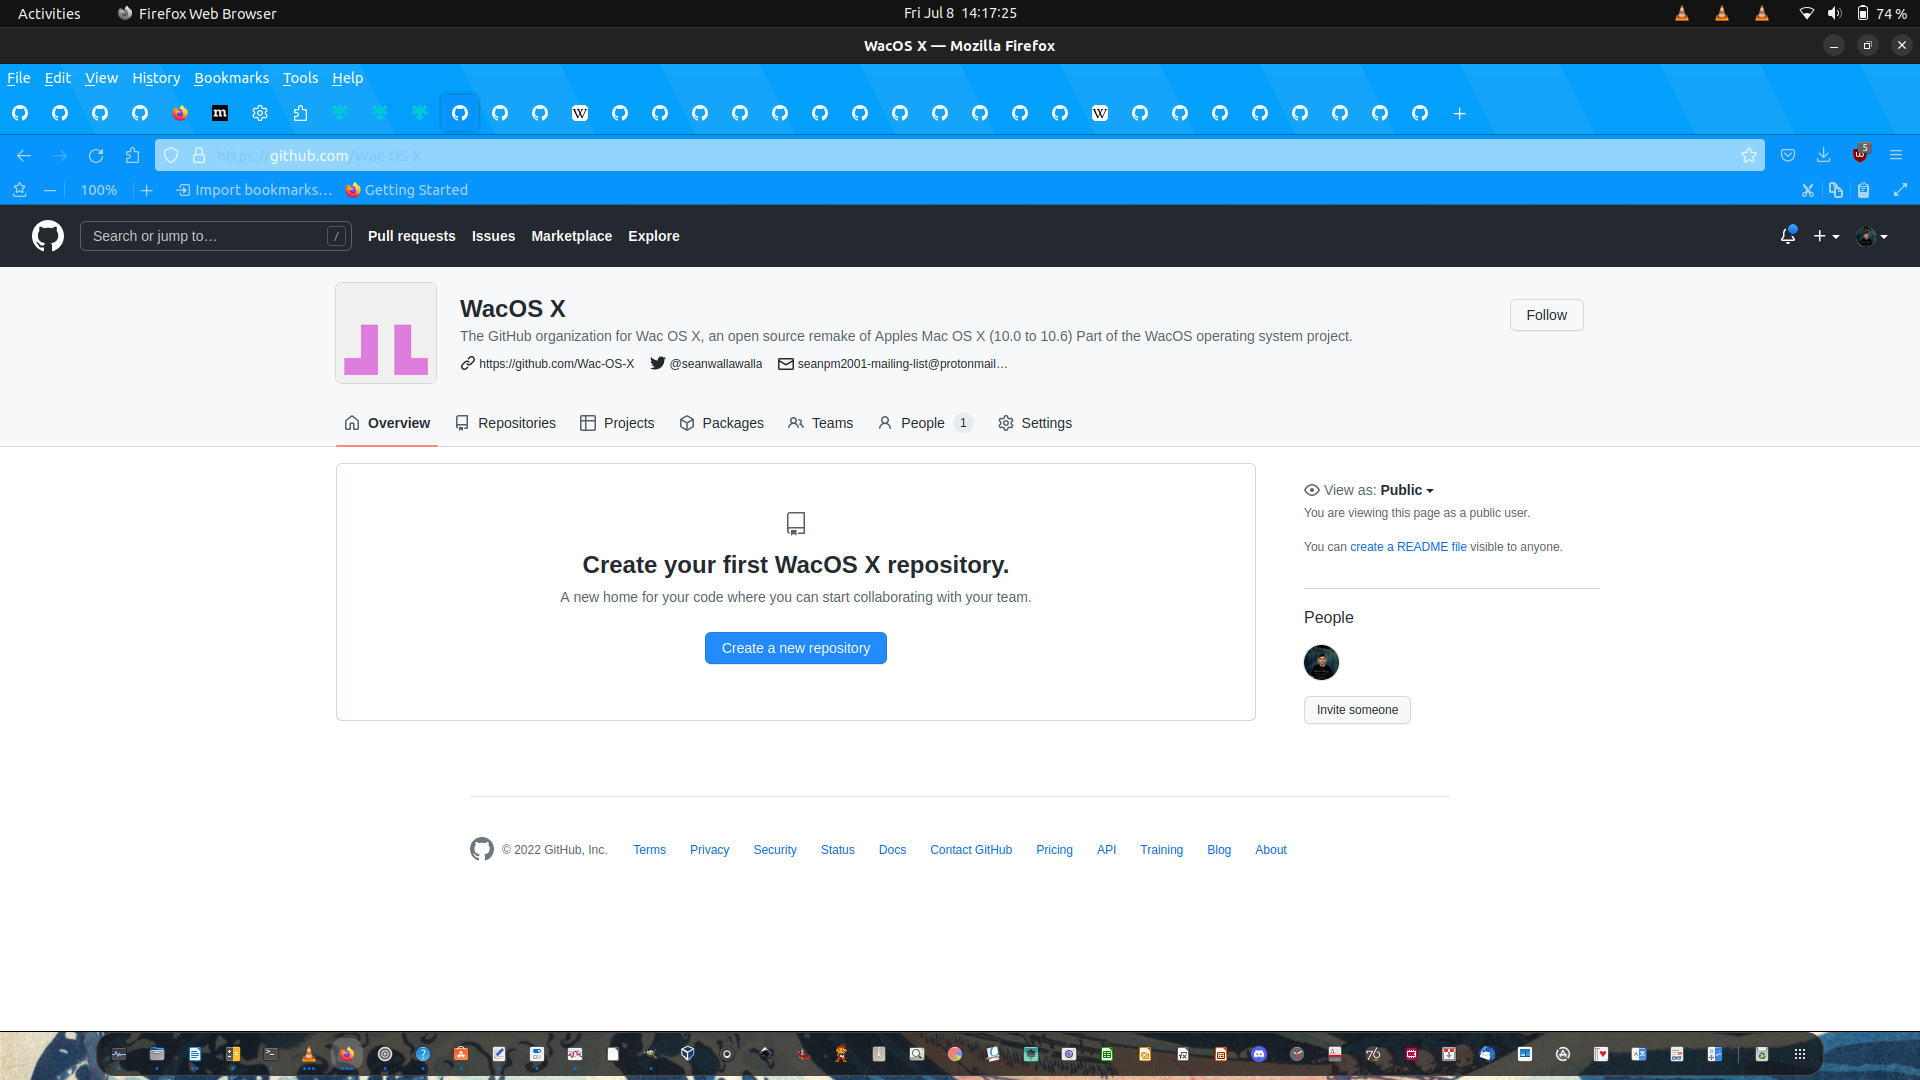 Activities Firefox Web Browser Fri Jul 8 14:17:25 74 %
WacOS X — Mozilla Firefox
File Edit View History Bookmarks Tools Help
m W W
https://github.com/Wac-OS-X 5
100% Import bookmarks… Getting Started
Search or jump to… / Pull requests Issues Marketplace Explore
WacOS X
Follow
The GitHub organization for Wac OS X, an open source remake of Apples Mac OS X (10.0 to 10.6) Part of the WacOS operating system project.
https://github.com/Wac-OS-X @seanwallawalla seanpm2001-mailing-list@protonmail…
Overview Repositories Projects Packages Teams People 1 Settings
View as: Public
You are viewing this page as a public user.
You can create a README file visible to anyone.
Create your first WacOS X repository.
A new home for your code where you can start collaborating with your team.
Create a new repository
People
Invite someone
© 2022 GitHub, Inc. Terms Privacy Security Status Docs Contact GitHub Pricing API Training Blog About